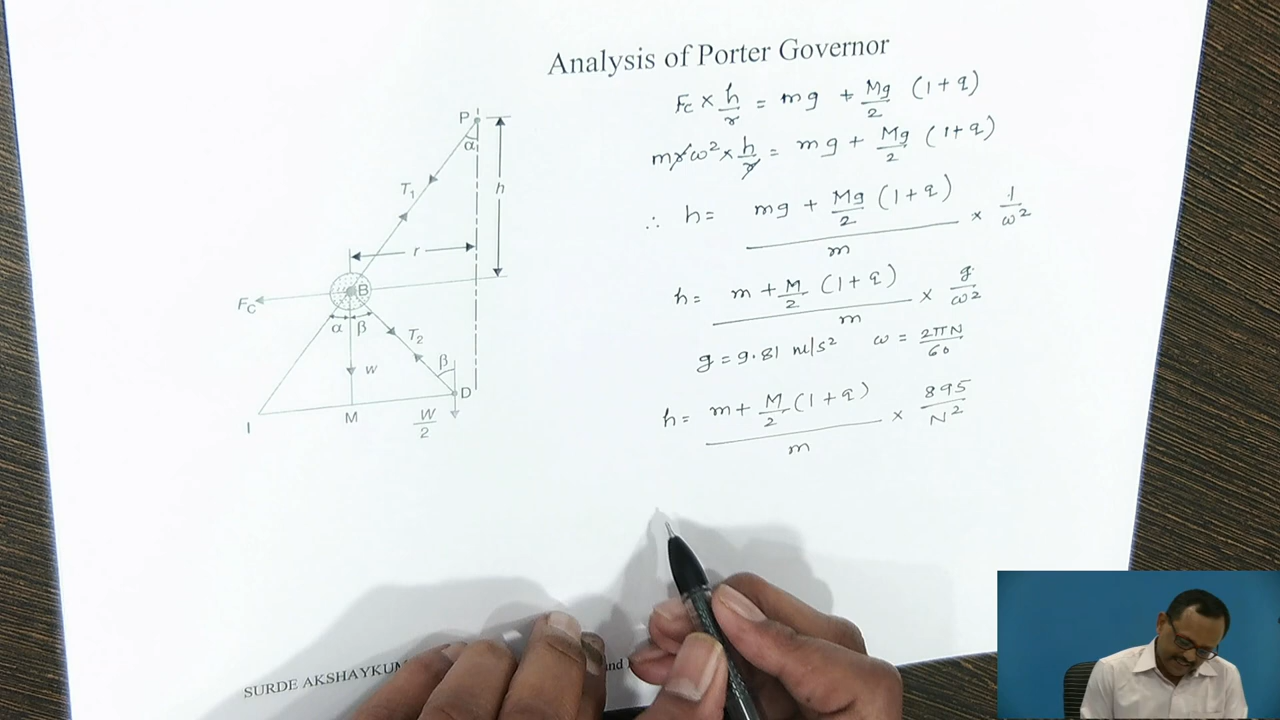 Analysis of Porter Governor
Fc × h/r = mg + Mg/2 (1+q)
mrω² × h/r = mg + Mg/2 (1+q)
∴ h = mg + Mg/2 (1+q) / m × 1/ω²
h = m + M/2 (1+q) / m × g/ω²
g = 9.81 m/s² ω = 2πN/60
h = m + M/2 (1+q) / m × 895/N²
P
α
T1
h
r
FC
B
α β
T2
w
β
D
I
M
W/2
SURDE AKSHAYKUM
and